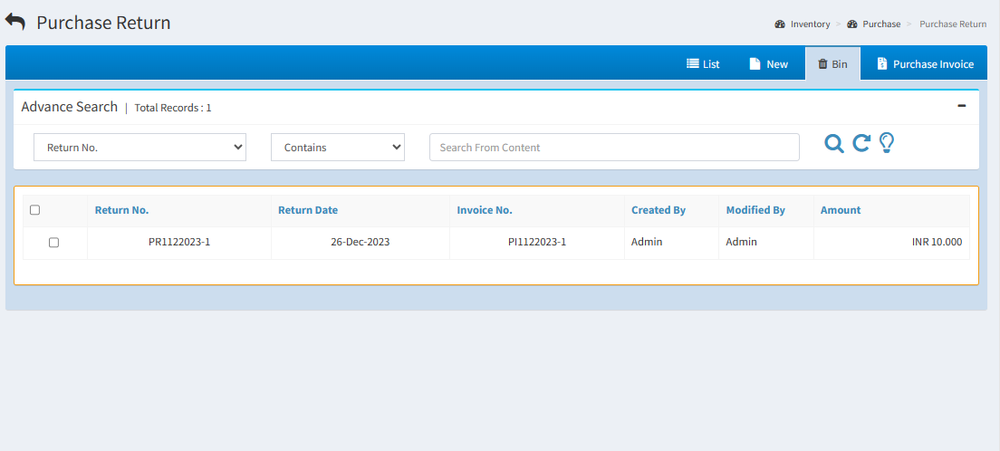 Purchase Return
Inventory > Purchase > Purchase Return
List New Bin Purchase Invoice
Advance Search | Total Records : 1
Return No. Contains Search From Content
Return No. Return Date Invoice No. Created By Modified By Amount
PR1122023-1 26-Dec-2023 PI1122023-1 Admin Admin INR 10.000